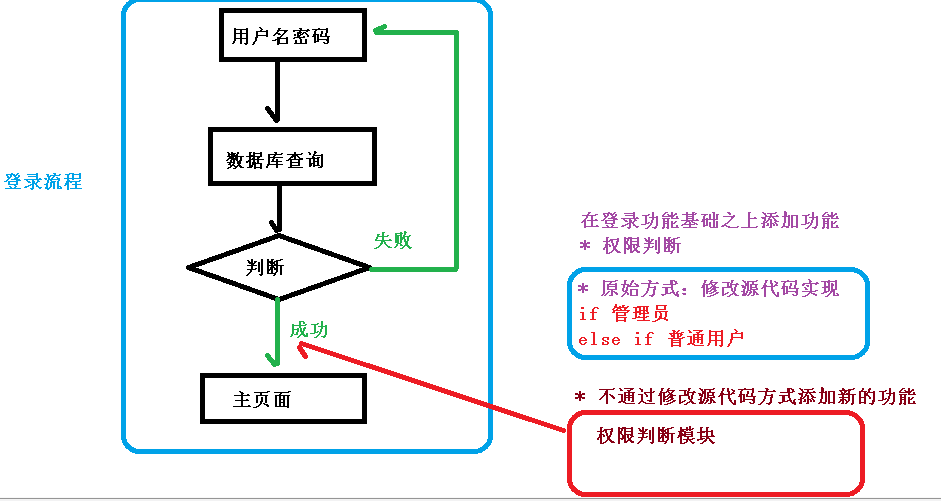 用户名密码
数据库查询
登录流程
判断
失败
成功
主页面
在登录功能基础之上添加功能
* 权限判断
* 原始方式：修改源代码实现
if 管理员
else if 普通用户
* 不通过修改源代码方式添加新的功能
权限判断模块